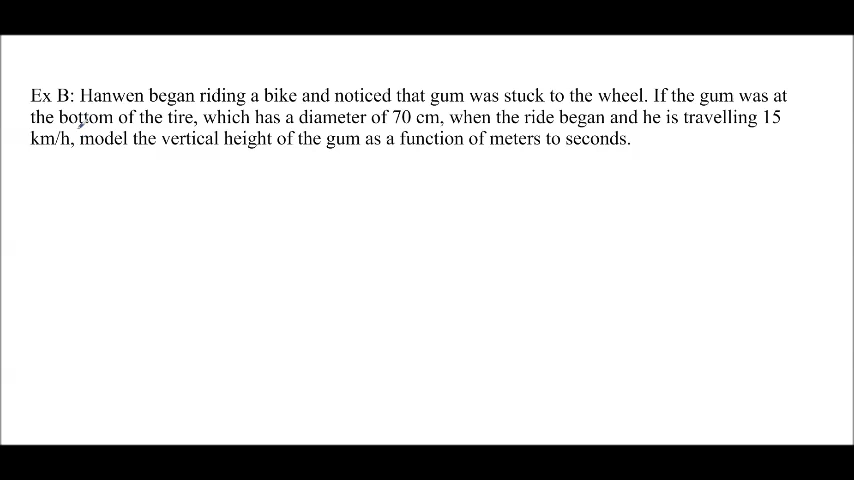 Ex B: Hanwen began riding a bike and noticed that gum was stuck to the wheel. If the gum was at
the bottom of the tire, which has a diameter of 70 cm, when the ride began and he is travelling 15
km/h, model the vertical height of the gum as a function of meters to seconds.